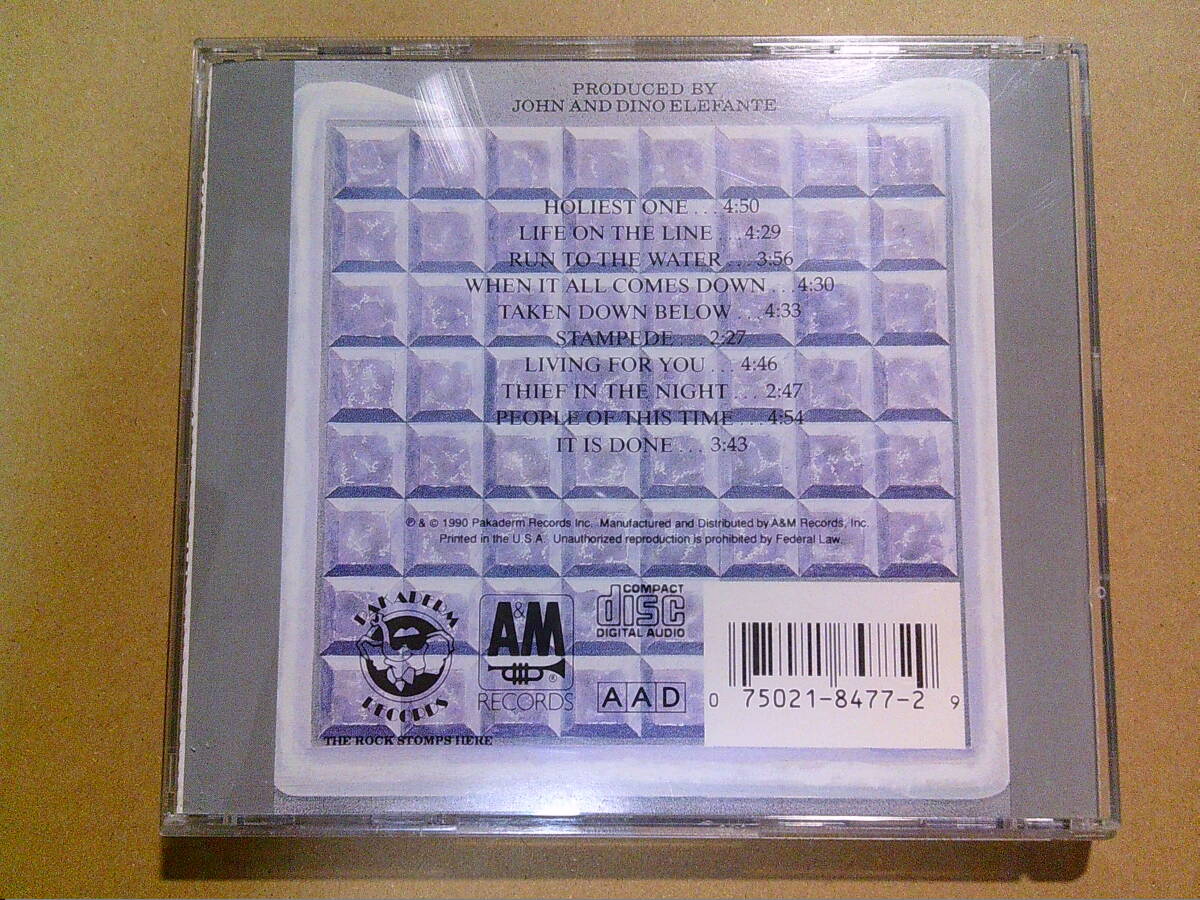 PRODUCED BY
JOHN AND DINO ELEFANTE
HOLIEST ONE ... 4:50
LIFE ON THE LINE ... 4:29
RUN TO THE WATER ... 3:56
WHEN IT ALL COMES DOWN ... 4:30
TAKEN DOWN BELOW ... 4:33
STAMPEDE ... 2:27
LIVING FOR YOU ... 4:46
THIEF IN THE NIGHT ... 2:47
PEOPLE OF THIS TIME ... 4:54
IT IS DONE ... 3:43
℗ & © 1990 Pakaderm Records Inc. Manufactured and Distributed by A&M Records, Inc.
Printed in the U.S.A. Unauthorized reproduction is prohibited by Federal Law.
PAKADERM
RECORDS
THE ROCK STOMPS HERE
A&M
®
RECORDS
COMPACT
disc
DIGITAL AUDIO
AAD
0 75021-8477-2 9